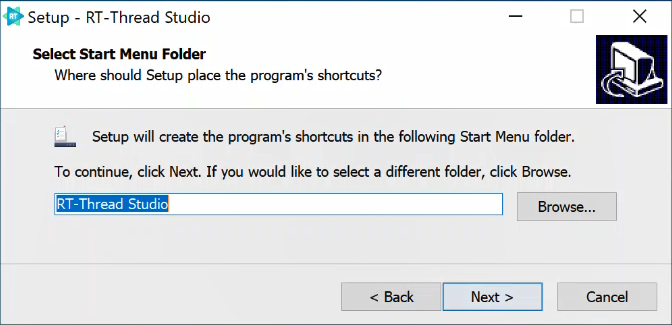 RT Setup - RT-Thread Studio
Select Start Menu Folder
Where should Setup place the program's shortcuts?
Setup will create the program's shortcuts in the following Start Menu folder.
To continue, click Next. If you would like to select a different folder, click Browse.
RT-Thread Studio
Browse...
< Back
Next >
Cancel